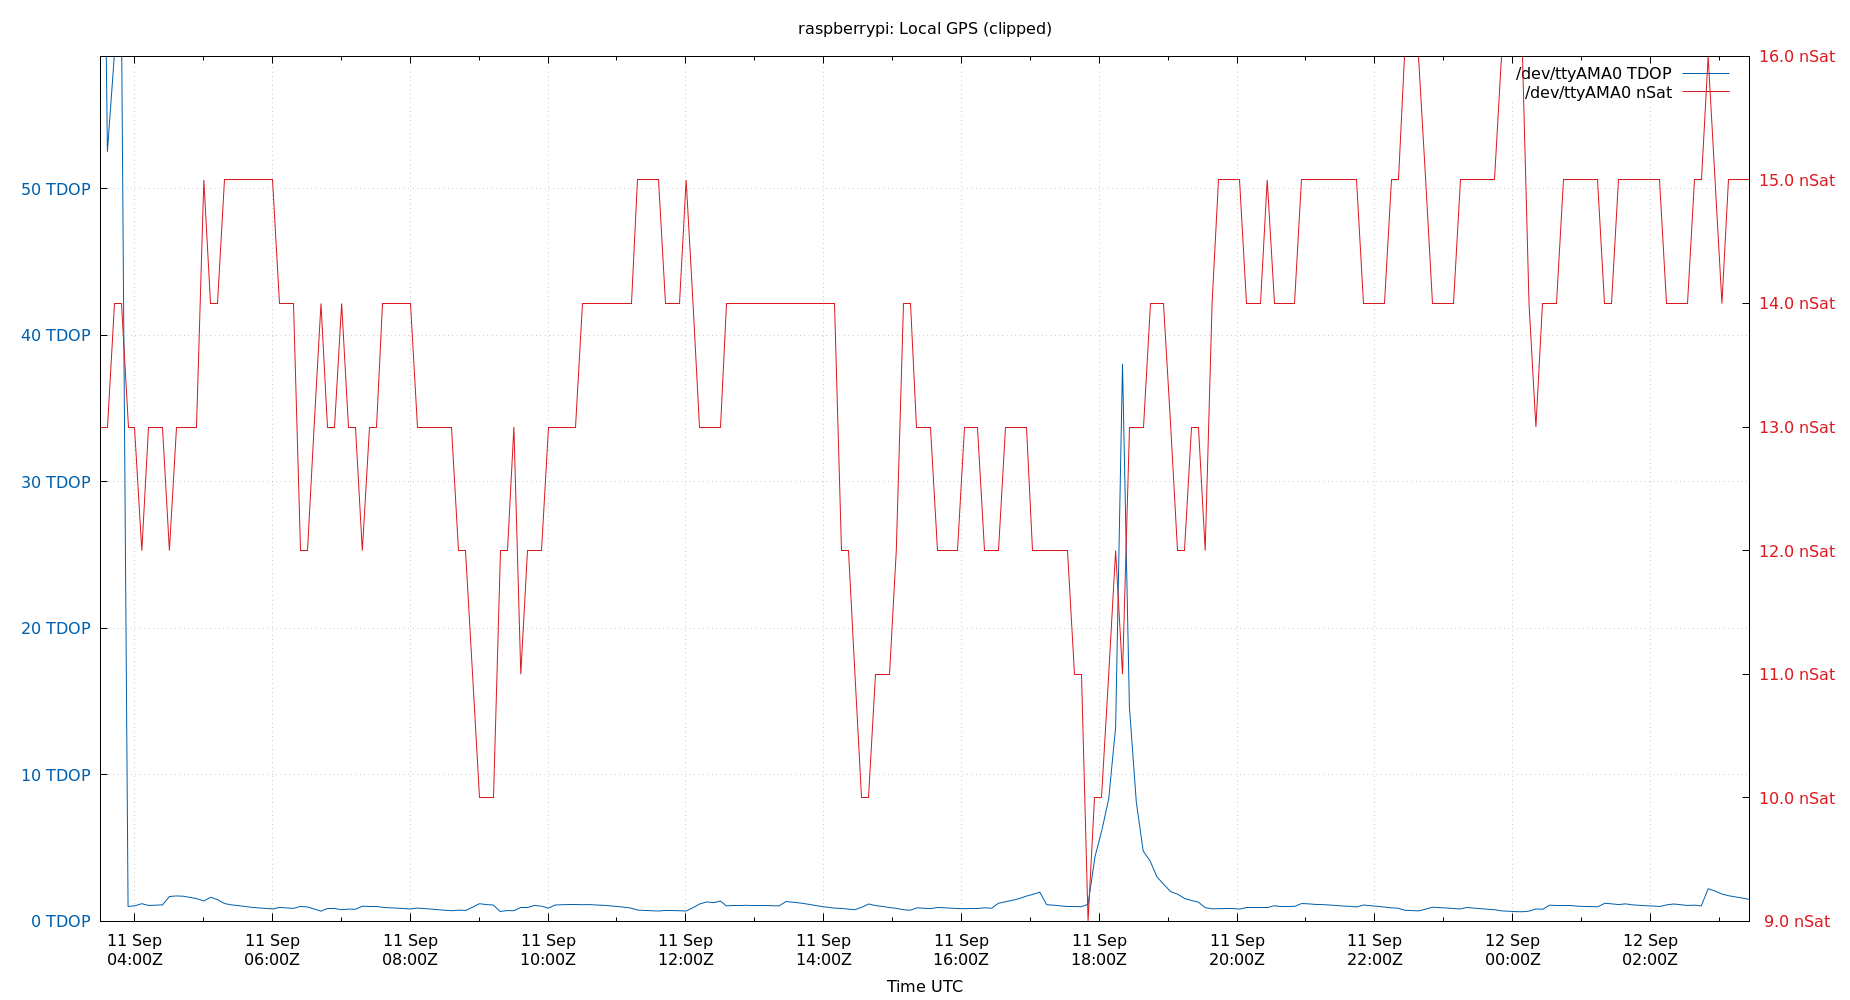 raspberrypi: Local GPS (clipped)
16.0 nSat
/dev/ttyAMA0 TDOP
/dev/ttyAMA0 nSat
50 TDOP
15.0 nSat
14.0 nSat
40 TDOP
13.0 nSat
30 TDOP
12.0 nSat
20 TDOP
11.0 nSat
10 TDOP
10.0 nSat
0 TDOP
9.0 nSat
11 Sep 11 Sep 11 Sep 11 Sep 11 Sep 11 Sep 11 Sep 11 Sep 11 Sep 11 Sep 12 Sep 12 Sep
04:00Z 06:00Z 08:00Z 10:00Z 12:00Z 14:00Z 16:00Z 18:00Z 20:00Z 22:00Z 00:00Z 02:00Z
Time UTC